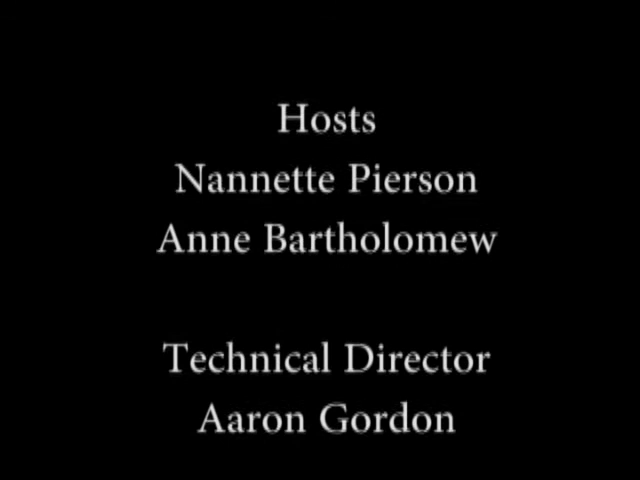 Hosts
Nannette Pierson
Anne Bartholomew
Technical Director
Aaron Gordon